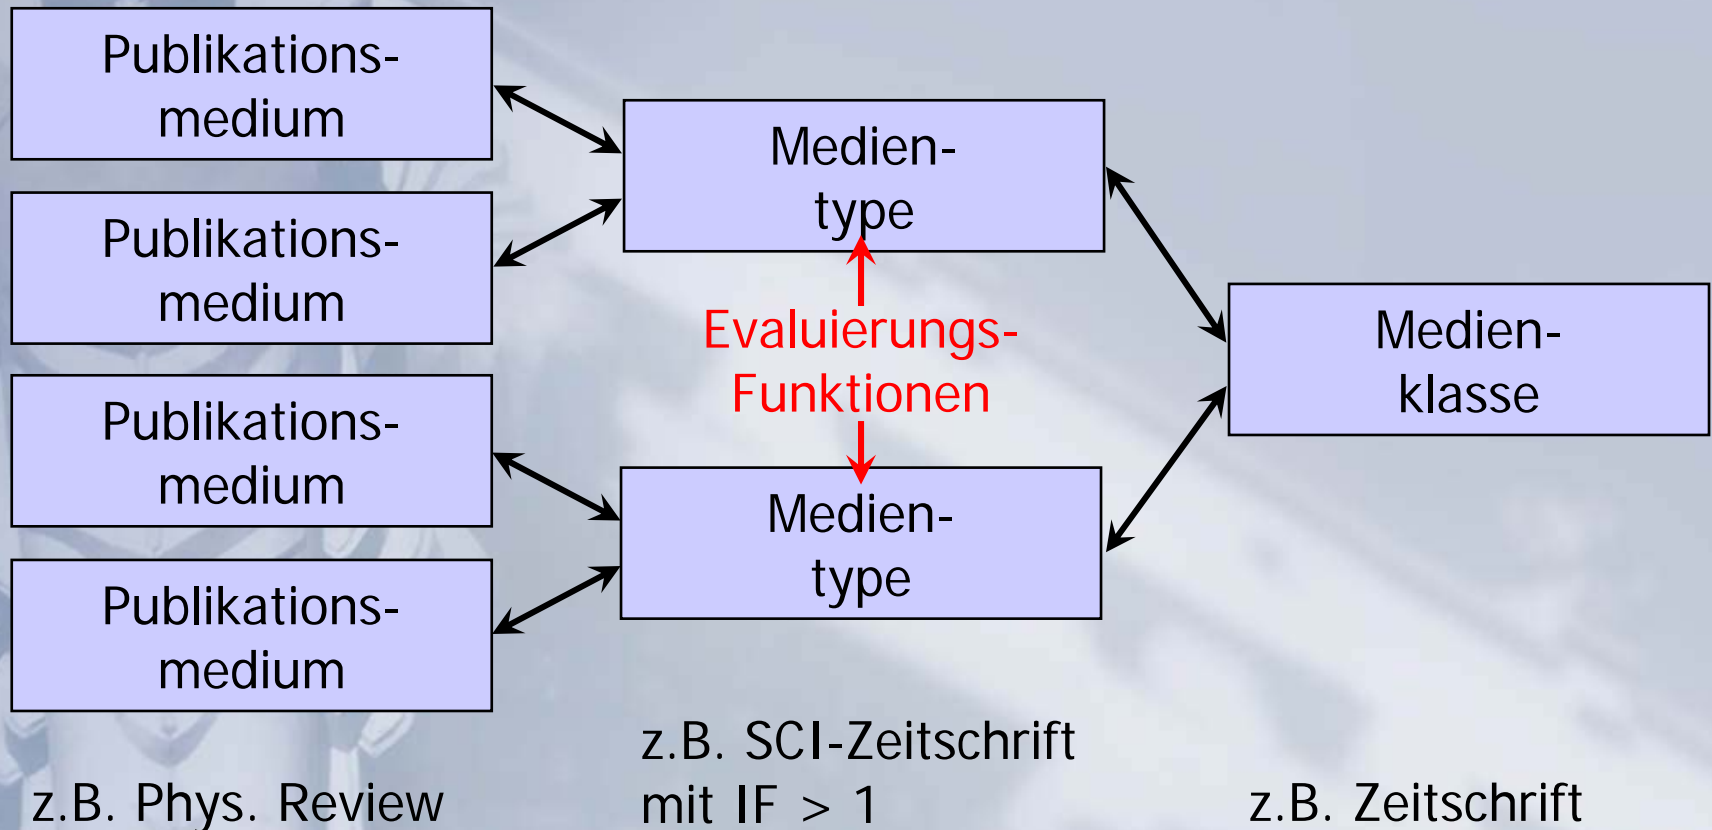 Publikations-
medium
Publikations-
medium
Publikations-
medium
Publikations-
medium
Medien-
type
Evaluierungs-
Funktionen
Medien-
type
Medien-
klasse
z.B. Phys. Review
z.B. SCI-Zeitschrift
mit IF > 1
z.B. Zeitschrift